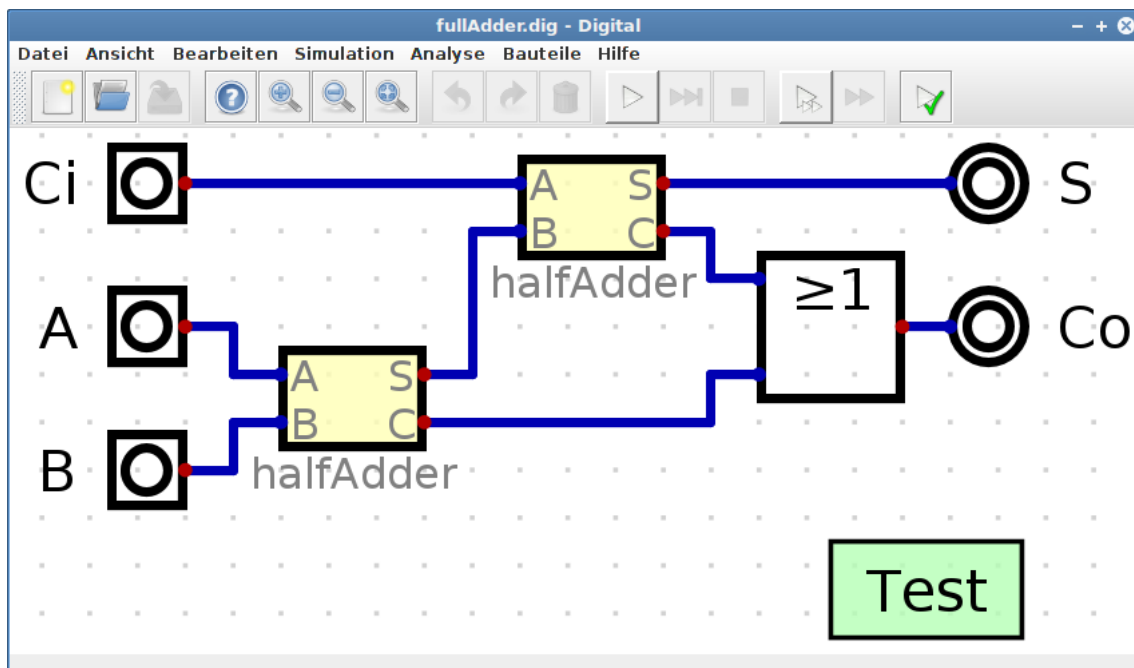 fullAdder.dig - Digital
Datei Ansicht Bearbeiten Simulation Analyse Bauteile Hilfe
?
Ci
A S
B C
halfAdder
S
≥1
A
Co
A S
B C
halfAdder
B
Test